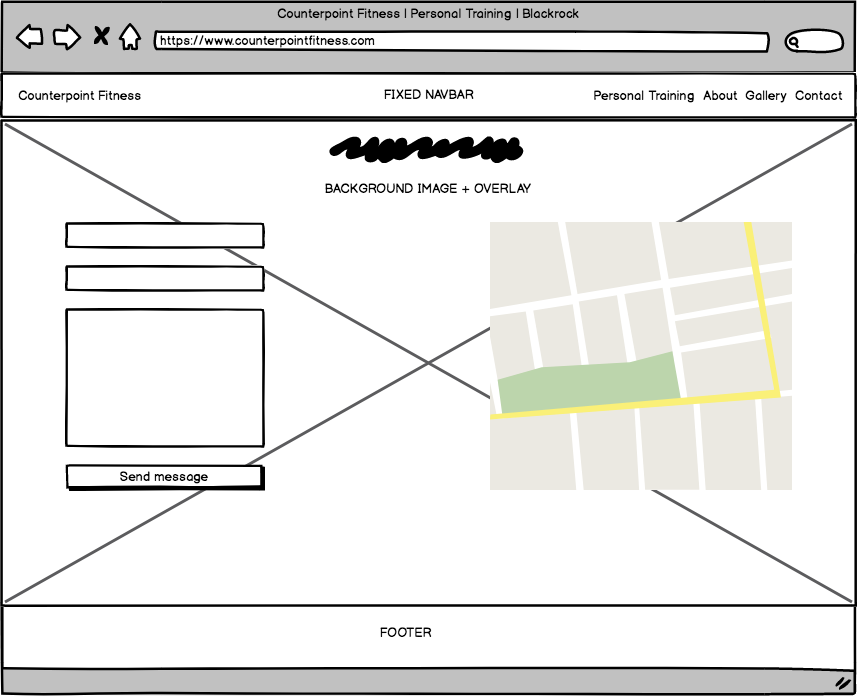 Counterpoint Fitness | Personal Training | Blackrock
https://www.counterpointfitness.com
Counterpoint Fitness FIXED NAVBAR Personal Training About Gallery Contact
BACKGROUND IMAGE + OVERLAY
Send message
FOOTER